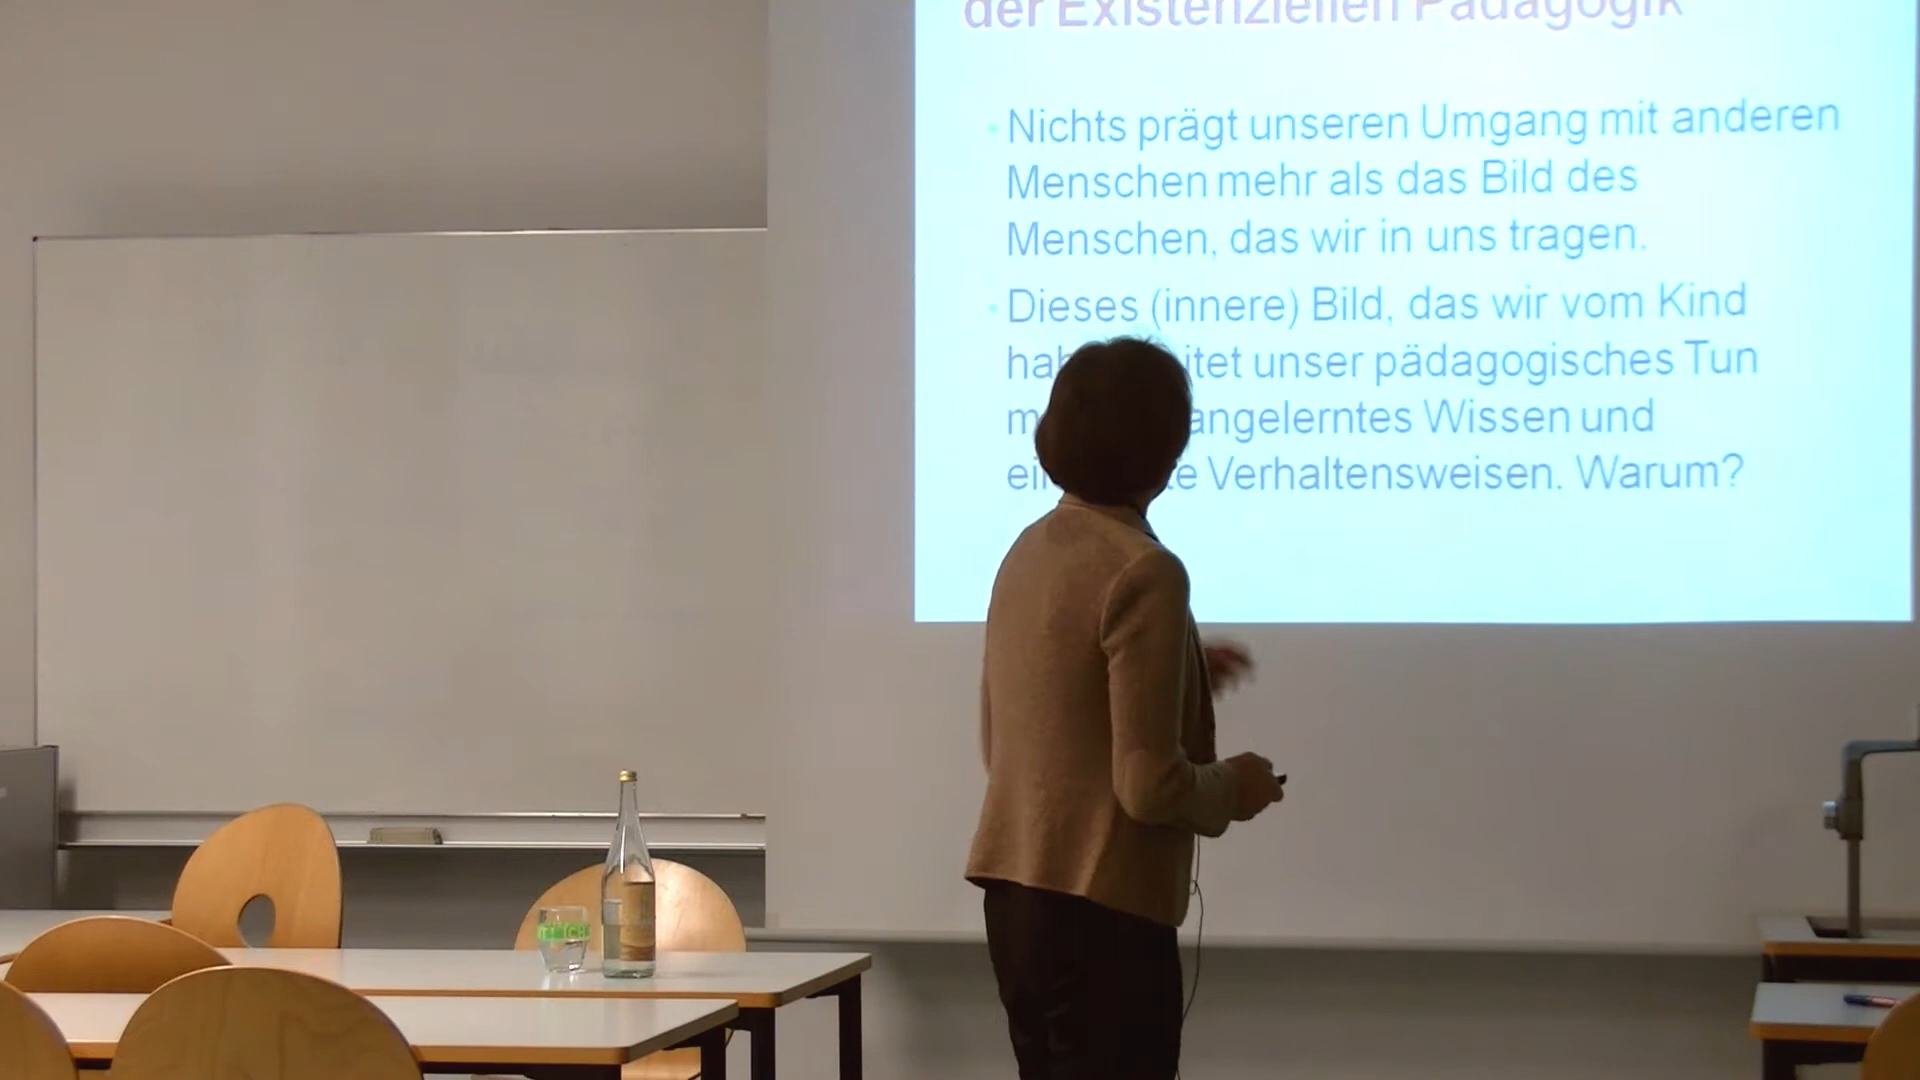 der Existenziellen Pädagogik
Nichts prägt unseren Umgang mit anderen
Menschen mehr als das Bild des
Menschen, das wir in uns tragen.
Dieses (innere) Bild, das wir vom Kind
unser pädagogisches Tun
angelerntes Wissen und
Verhaltensweisen. Warum?